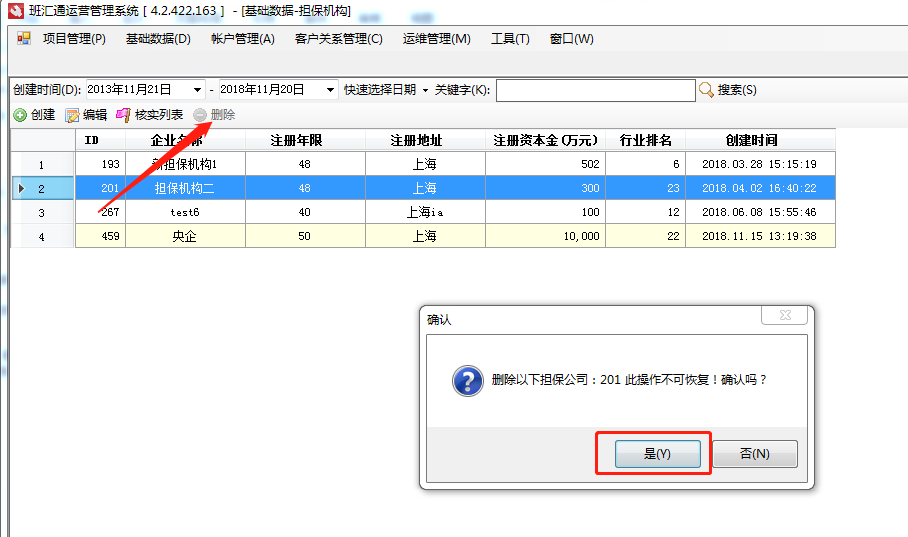 班汇通运营管理系统 [ 4.2.422.163 ] - [基础数据-担保机构]
项目管理(P) 基础数据(D) 帐户管理(A) 客户关系管理(C) 运维管理(M) 工具(T) 窗口(W)
创建时间(D): 2013年11月21日 - 2018年11月20日 快速选择日期 关键字(K): 搜索(S)
创建 编辑 核实列表 删除
ID 企业名称 注册年限 注册地址 注册资本金(万元) 行业排名 创建时间
1 193 新担保机构1 48 上海 502 6 2018.03.28 15:15:19
2 201 担保机构二 48 上海 300 23 2018.04.02 16:40:22
3 267 test6 40 上海ia 100 12 2018.06.08 15:55:46
4 459 央企 50 上海 10,000 22 2018.11.15 13:19:38
确认
删除以下担保公司：201 此操作不可恢复！确认吗？
是(Y) 否(N)